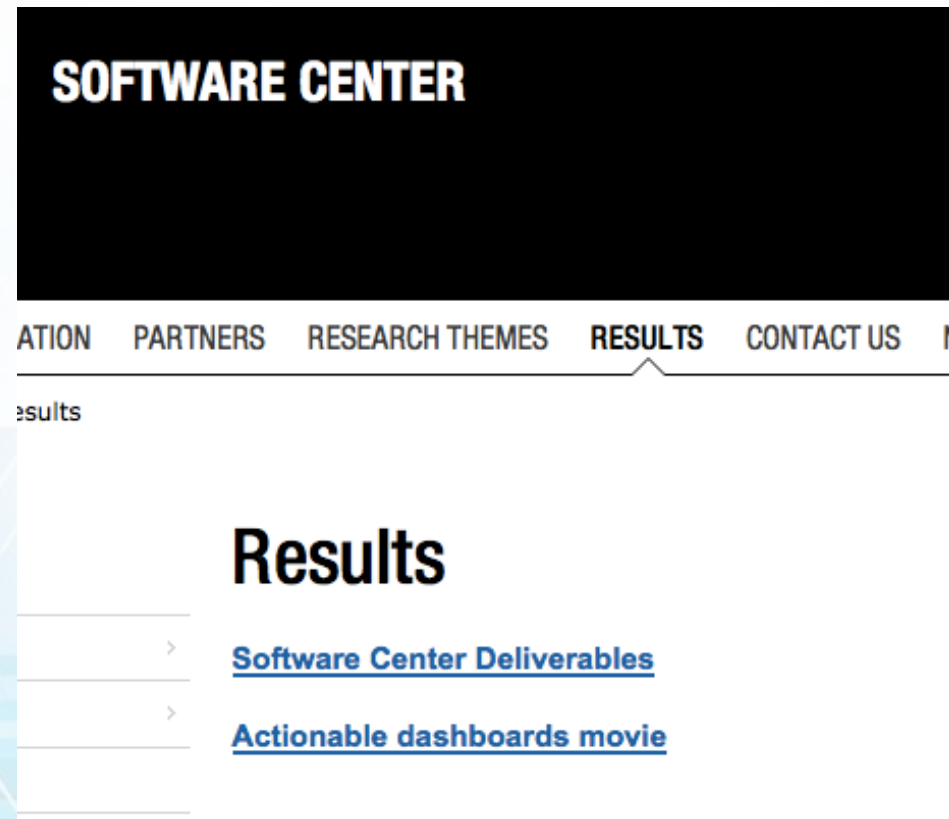 SOFTWARE CENTER
ATION PARTNERS RESEARCH THEMES RESULTS CONTACT US
esults
Results
Software Center Deliverables
Actionable dashboards movie